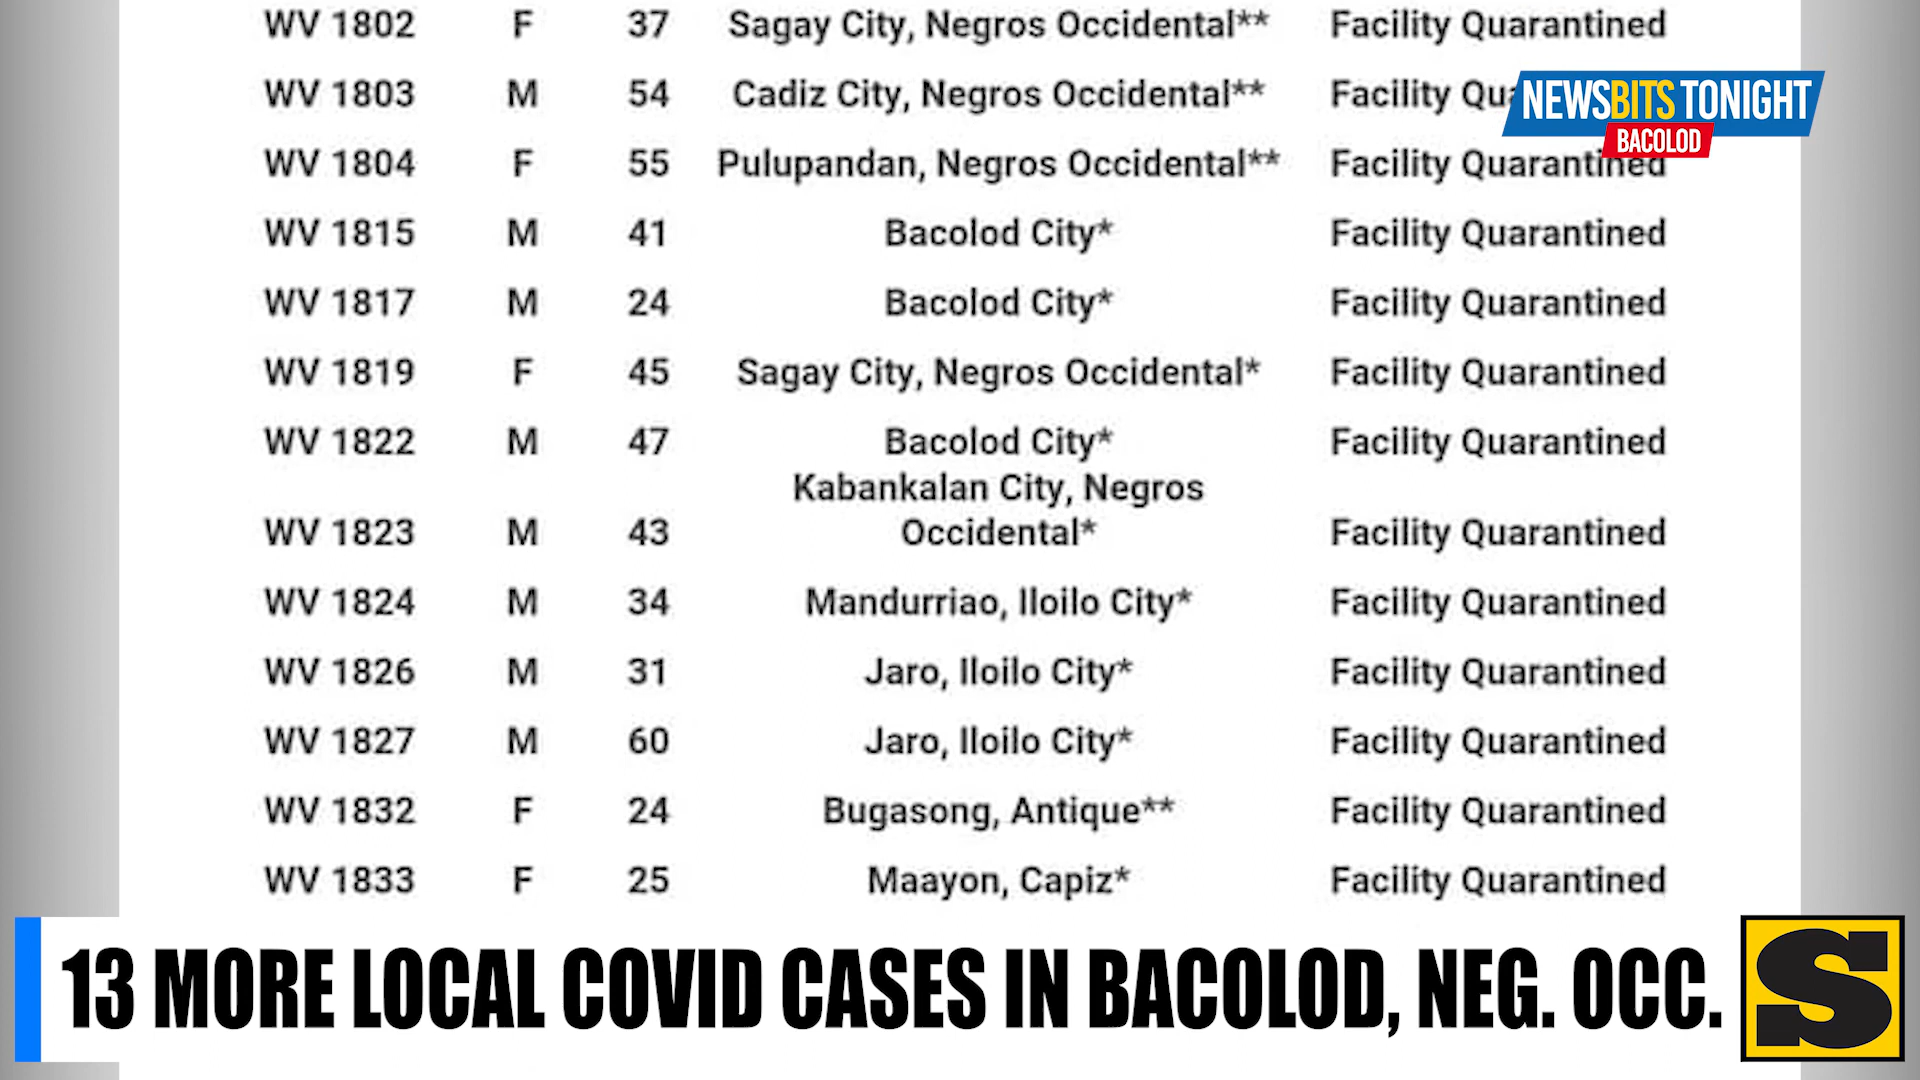 WV 1802 F 37 Sagay City, Negros Occidental** Facility Quarantined
WV 1803 M 54 Cadiz City, Negros Occidental** Facility
NEWSBITS TONIGHT
BACOLOD
WV 1804 F 55 Pulupandan, Negros Occidental** Facility Quarantined
WV 1815 M 41 Bacolod City* Facility Quarantined
WV 1817 M 24 Bacolod City* Facility Quarantined
WV 1819 F 45 Sagay City, Negros Occidental* Facility Quarantined
WV 1822 M 47 Bacolod City* Facility Quarantined
Kabankalan City, Negros
WV 1823 M 43 Occidental* Facility Quarantined
WV 1824 M 34 Mandurriao, Iloilo City* Facility Quarantined
WV 1826 M 31 Jaro, Iloilo City* Facility Quarantined
WV 1827 M 60 Jaro, Iloilo City* Facility Quarantined
WV 1832 F 24 Bugasong, Antique** Facility Quarantined
WV 1833 F 25 Maayon, Capiz* Facility Quarantined
13 MORE LOCAL COVID CASES IN BACOLOD, NEG. OCC.
S